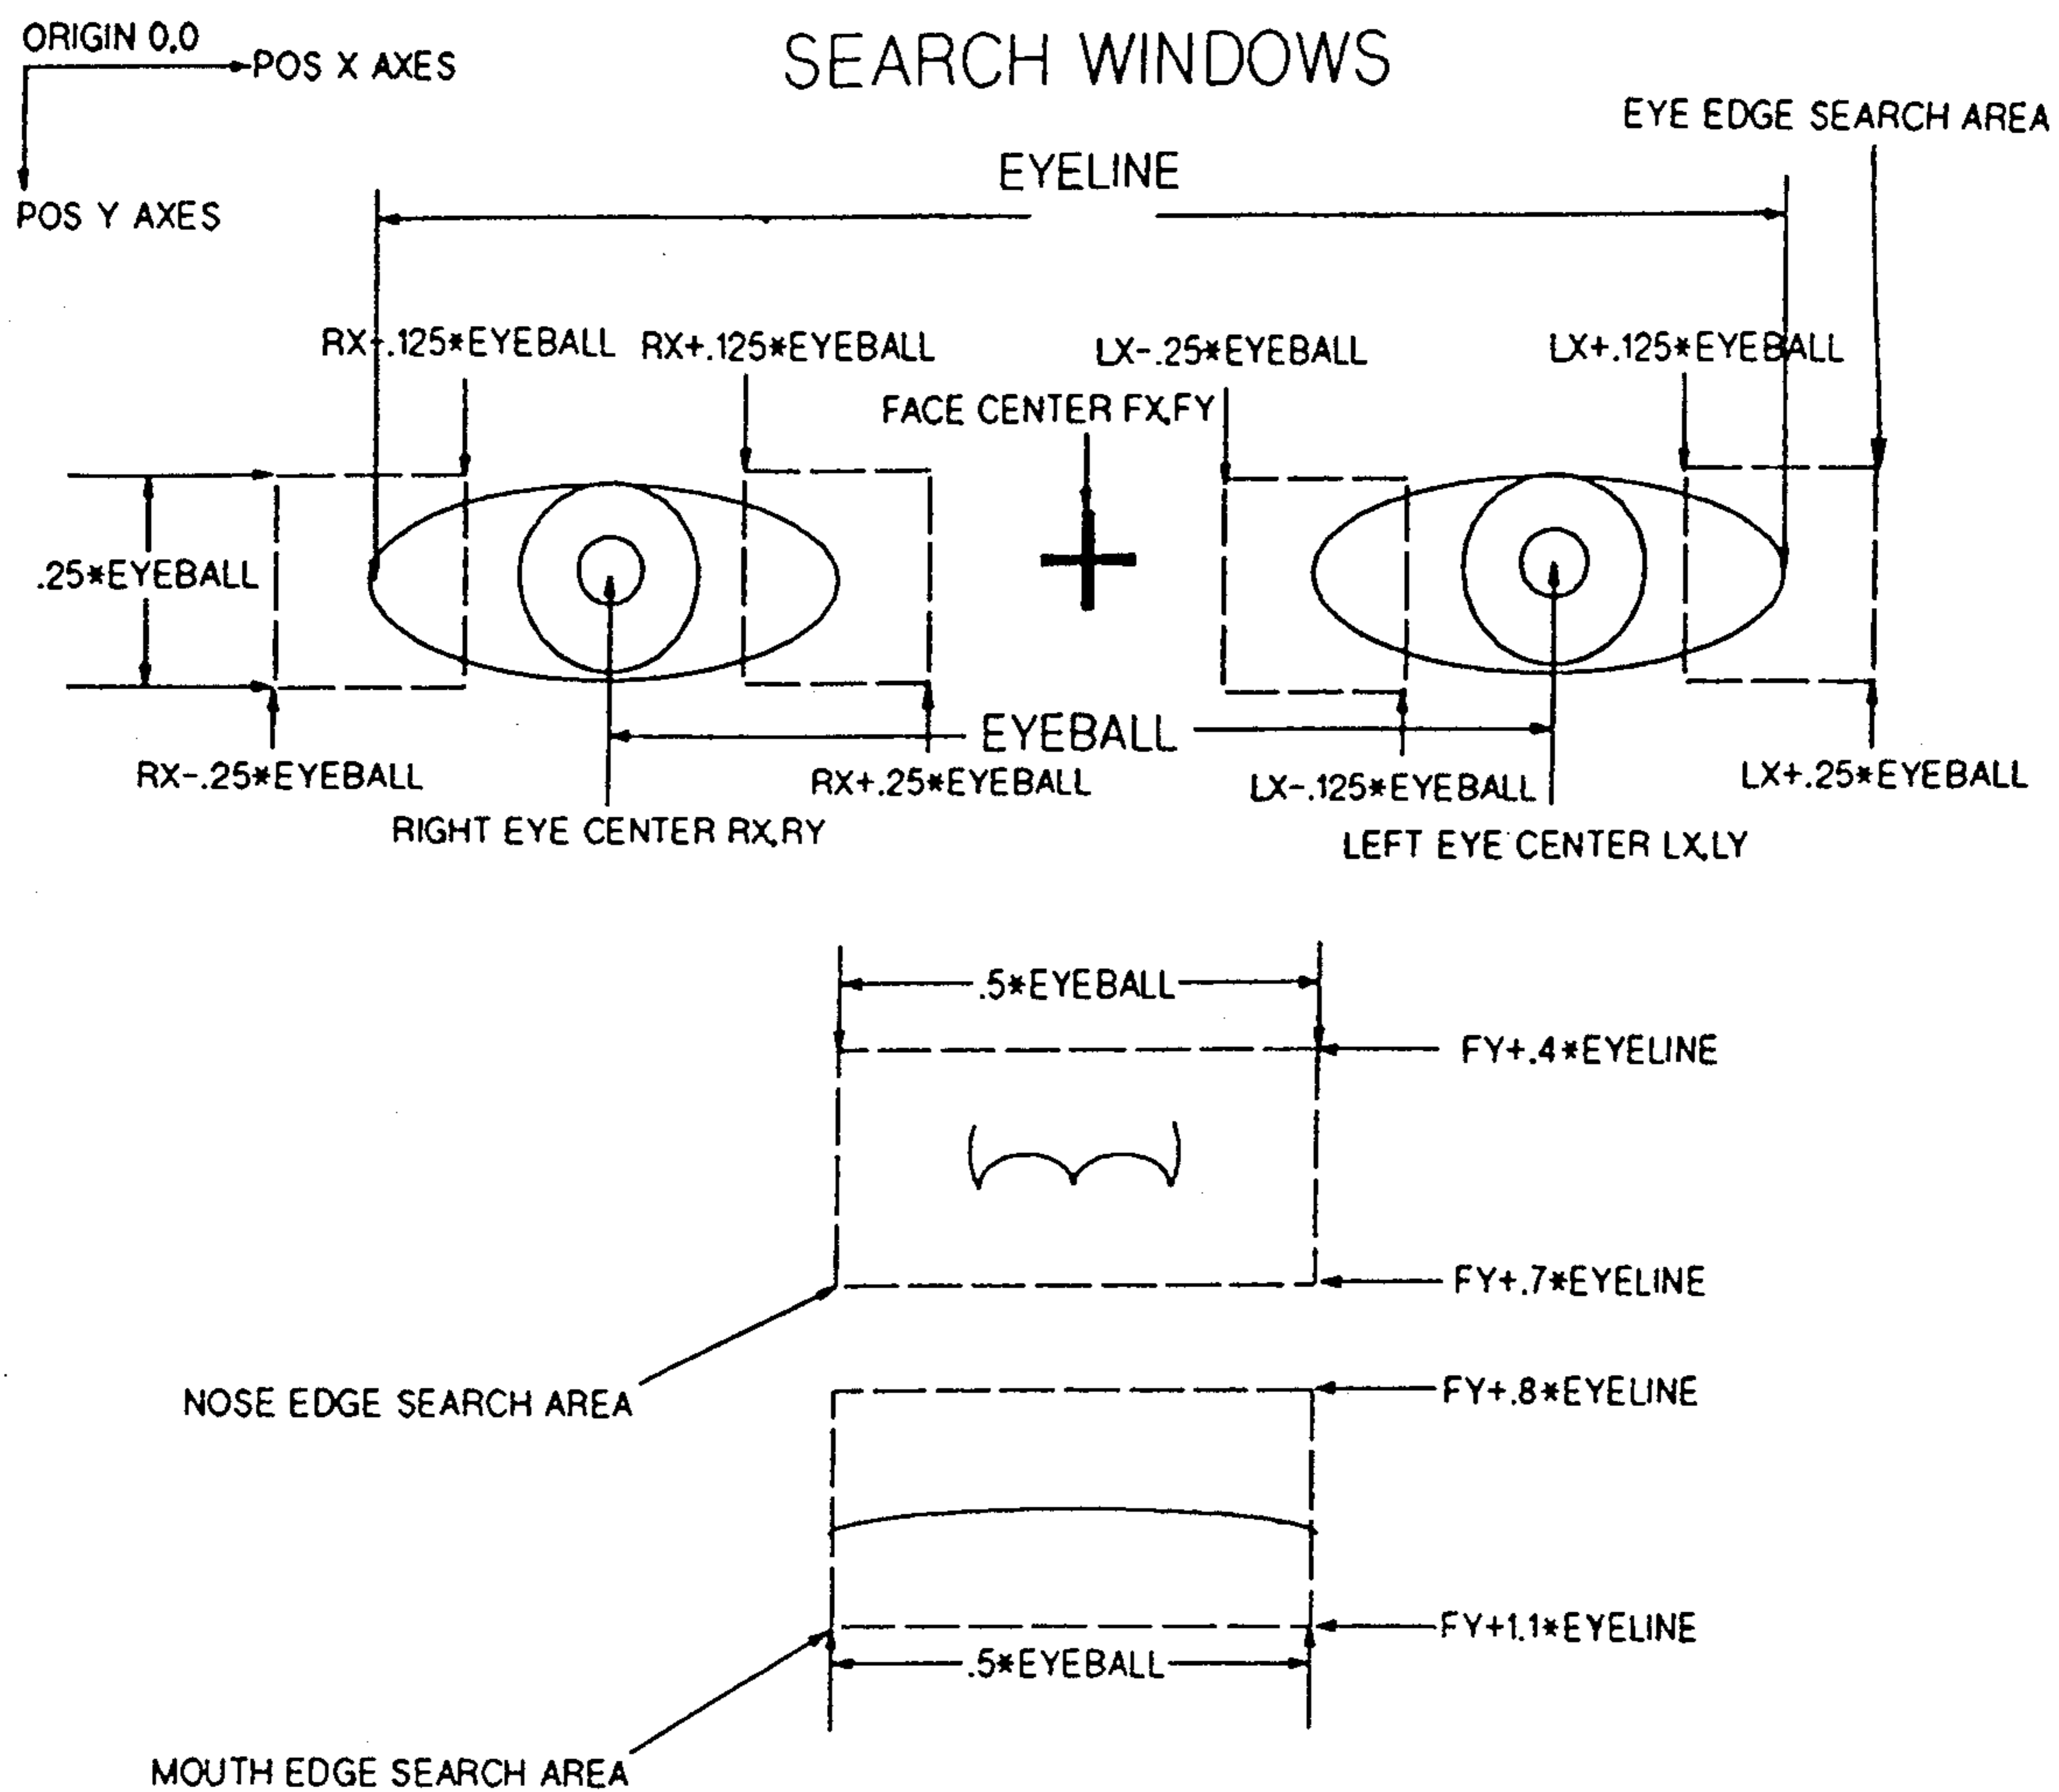 ORIGIN 0,0
POS X AXES
POS Y AXES
SEARCH WINDOWS
EYE EDGE SEARCH AREA
EYELINE
RX-.125*EYEBALL
RX+.125*EYEBALL
LX-.25*EYEBALL
LX+.125*EYEBALL
FACE CENTER FX,FY
.25*EYEBALL
EYEBALL
RX-.25*EYEBALL
RX+.25*EYEBALL
LX-.125*EYEBALL
LX+.25*EYEBALL
RIGHT EYE CENTER RX,RY
LEFT EYE CENTER LX,LY
.5*EYEBALL
FY+.4*EYELINE
FY+.7*EYELINE
NOSE EDGE SEARCH AREA
FY+.8*EYELINE
FY+1.1*EYELINE
.5*EYEBALL
MOUTH EDGE SEARCH AREA